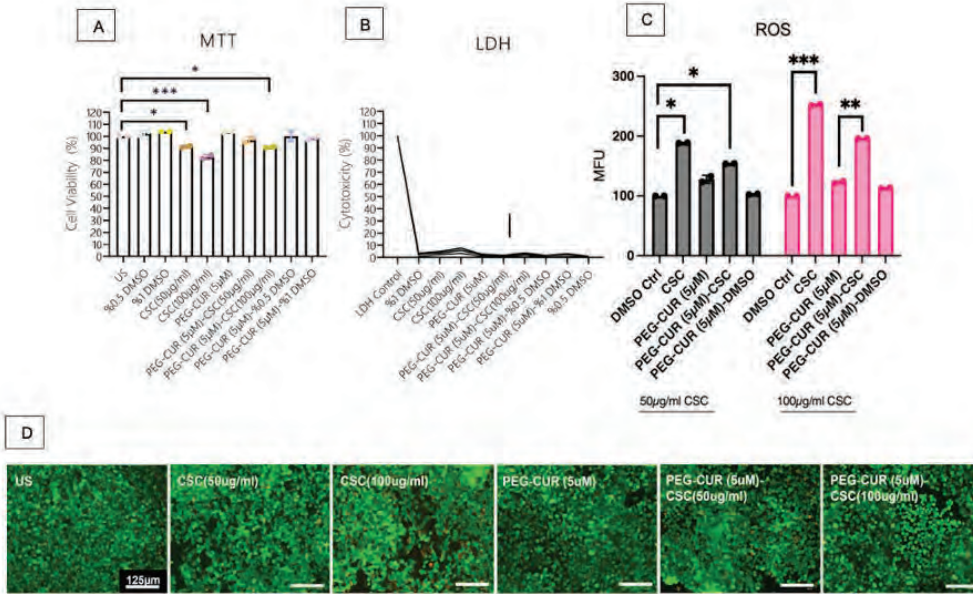 A
MTT
*
***
*
Cell Viability (%)
120
110
100
90
80
70
60
50
40
30
20
10
0
US
%0.5 DMSO
%1 DMSO
CSC(50µg/ml)
CSC(100µg/ml)
PEG-CUR (5µM)
PEG-CUR (5µM)-CSC(50µg/ml)
PEG-CUR (5µM)-CSC(100µg/ml)
PEG-CUR (5µM)-%0.5 DMSO
PEG-CUR (5µM)-%1 DMSO
B
LDH
Cytotoxicity (%)
120
110
100
90
80
70
60
50
40
30
20
10
0
LDH Control
%1 DMSO
CSC(50µg/ml)
CSC(100µg/ml)
PEG-CUR (5µM)
PEG-CUR (5µM)-CSC(50µg/ml)
PEG-CUR (5µM)-CSC(100µg/ml)
PEG-CUR (5µM)-%0.5 DMSO
PEG-CUR (5µM)-%1 DMSO
%0.5 DMSO
C
ROS
*
*
***
**
MFU
300
200
100
0
DMSO Ctrl
CSC
PEG-CUR (5µM)
PEG-CUR (5µM)-CSC
PEG-CUR (5µM)-DMSO
DMSO Ctrl
CSC
PEG-CUR (5µM)
PEG-CUR (5µM)-CSC
PEG-CUR (5µM)-DMSO
50µg/ml CSC
100µg/ml CSC
D
US
125µm
CSC(50ug/ml)
CSC(100ug/ml)
PEG-CUR (5uM)
PEG-CUR (5uM)-
CSC(50ug/ml)
PEG-CUR (5uM)-
CSC(100ug/ml)